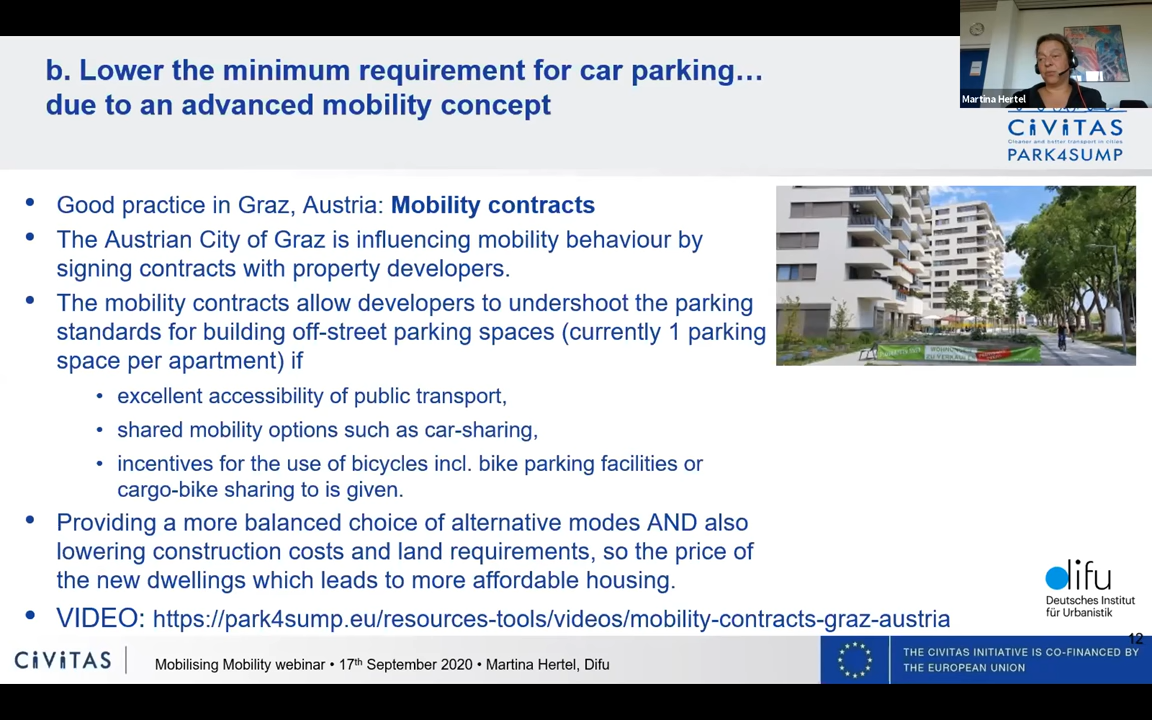 b. Lower the minimum requirement for car parking…
due to an advanced mobility concept
Martina Hertel
CIVITAS
Cleaner and better transport in cities
PARK4SUMP
• Good practice in Graz, Austria: Mobility contracts
• The Austrian City of Graz is influencing mobility behaviour by
signing contracts with property developers.
• The mobility contracts allow developers to undershoot the parking
standards for building off-street parking spaces (currently 1 parking
space per apartment) if
• excellent accessibility of public transport,
• shared mobility options such as car-sharing,
• incentives for the use of bicycles incl. bike parking facilities or
cargo-bike sharing to is given.
• Providing a more balanced choice of alternative modes AND also
lowering construction costs and land requirements, so the price of
the new dwellings which leads to more affordable housing.
• VIDEO: https://park4sump.eu/resources-tools/videos/mobility-contracts-graz-austria
difu
Deutsches Institut
für Urbanistik
12
CIVITAS
Mobilising Mobility webinar • 17th September 2020 • Martina Hertel, Difu
THE CIVITAS INITIATIVE IS CO-FINANCED BY
THE EUROPEAN UNION